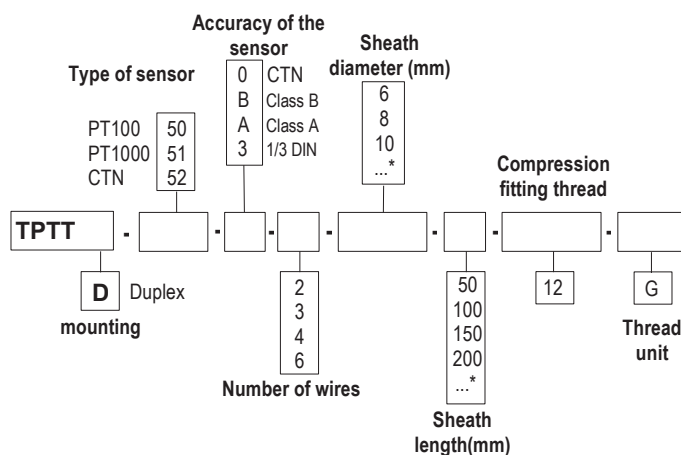 Accuracy of the
sensor
Sheath
diameter (mm)
Type of sensor
0 CTN
B Class B
A Class A
3 1/3 DIN
6
8
10
...*
PT100 50
PT1000 51
CTN 52
Compression
fitting thread
TPTT - - - - - - -
D Duplex
mounting
2
3
4
6
Number of wires
50
100
150
200
...*
Sheath
length(mm)
12
G
Thread
unit